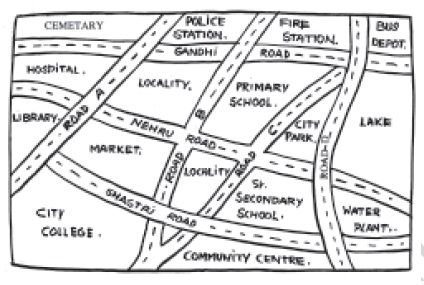 CEMETARY
POLICE
STATION.
FIRE
STATION.
BUS
DEPOT.
GANDHI
ROAD
HOSPITAL.
LOCALITY.
PRIMARY
SCHOOL.
ROAD A
ROAD B
LIBRARY.
NEHRU ROAD
ROAD C
CITY
PARK.
ROAD-D
LAKE
MARKET.
LOCALITY
Sr.
SECONDARY
SCHOOL.
SHASTRI ROAD
CITY
COLLEGE.
WATER
PLANT..
COMMUNITY CENTRE.